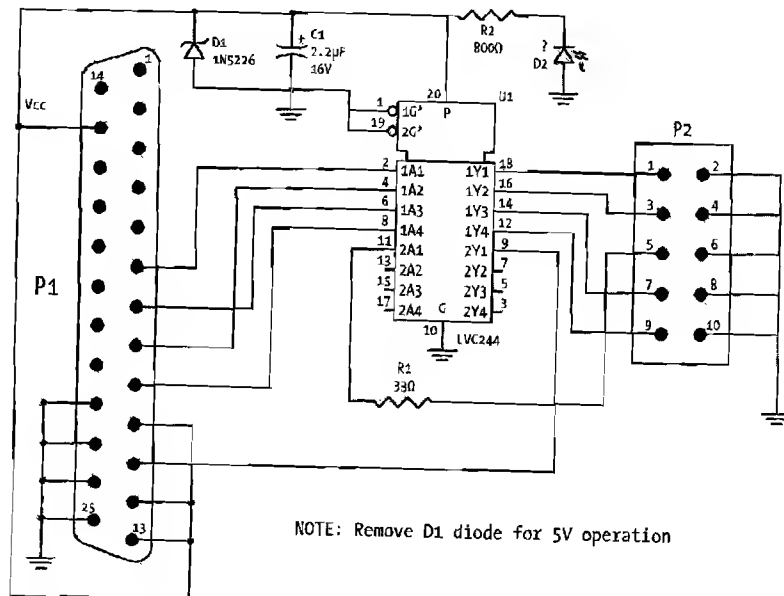 D1
1N5226
C1
+
2.2µF
16V
R2
800Ω
?
D2
14
1
Vcc
P1
25
13
20
U1
P
1
1G'
19
2G'
2
1A1
1Y1
18
4
1A2
1Y2
16
6
1A3
1Y3
14
8
1A4
1Y4
12
11
2A1
2Y1
9
13
2A2
2Y2
7
15
2A3
2Y3
5
17
2A4
2Y4
3
G
10
LVC244
R1
33Ω
P2
1
2
3
4
5
6
7
8
9
10
NOTE: Remove D1 diode for 5V operation